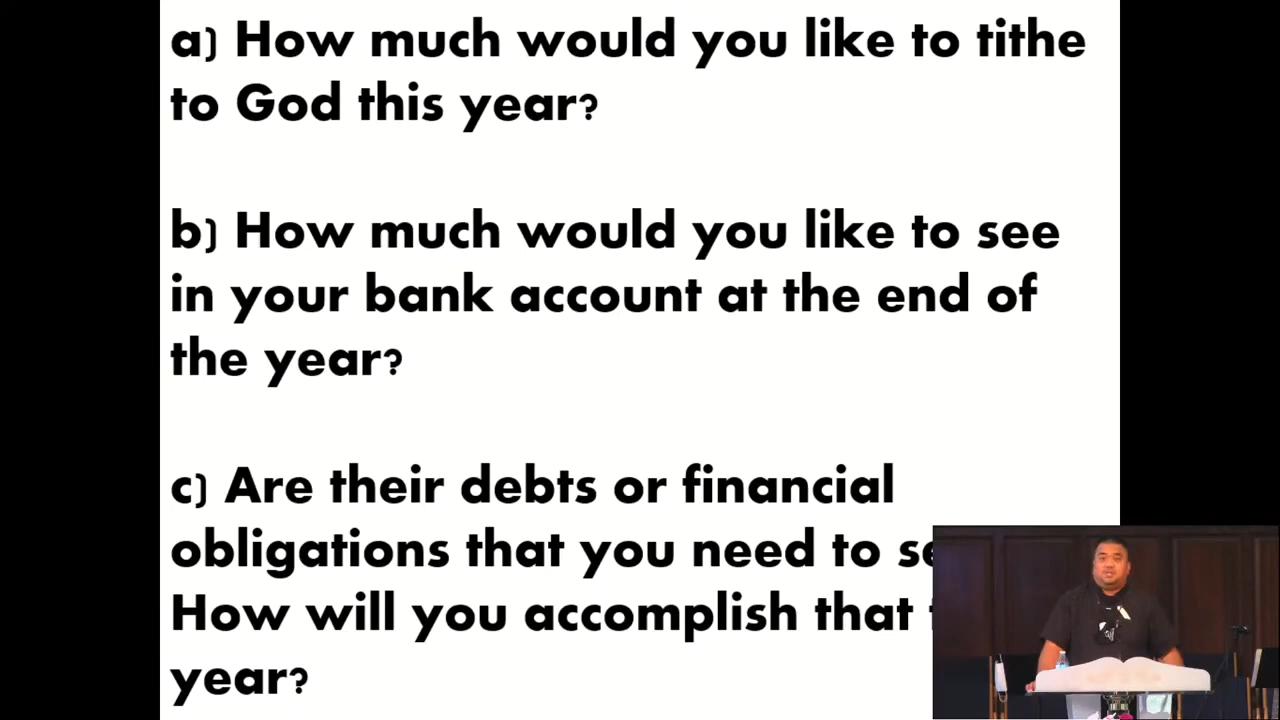 a) How much would you like to tithe
to God this year?
b) How much would you like to see
in your bank account at the end of
the year?
c) Are their debts or financial
obligations that you need to
How will you accomplish that
year?